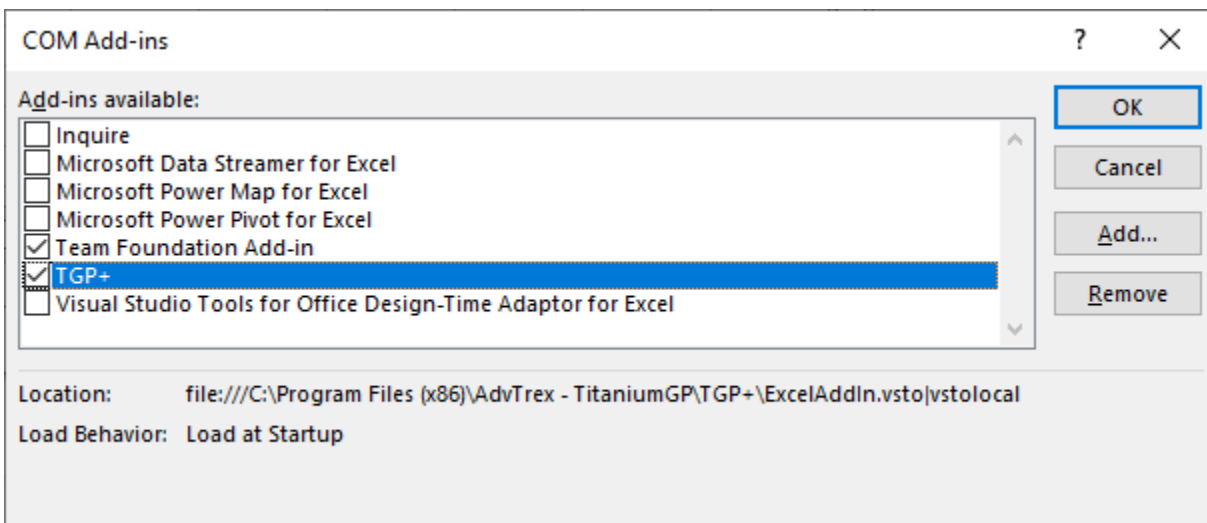 COM Add-ins ?
Add-ins available:
Inquire
Microsoft Data Streamer for Excel
Microsoft Power Map for Excel
Microsoft Power Pivot for Excel
Team Foundation Add-in
TGP+
Visual Studio Tools for Office Design-Time Adaptor for Excel
OK
Cancel
Add...
Remove
Location: file:///C:\Program Files (x86)\AdvTrex - TitaniumGP\TGP+\ExcelAddIn.vsto|vstolocal
Load Behavior: Load at Startup